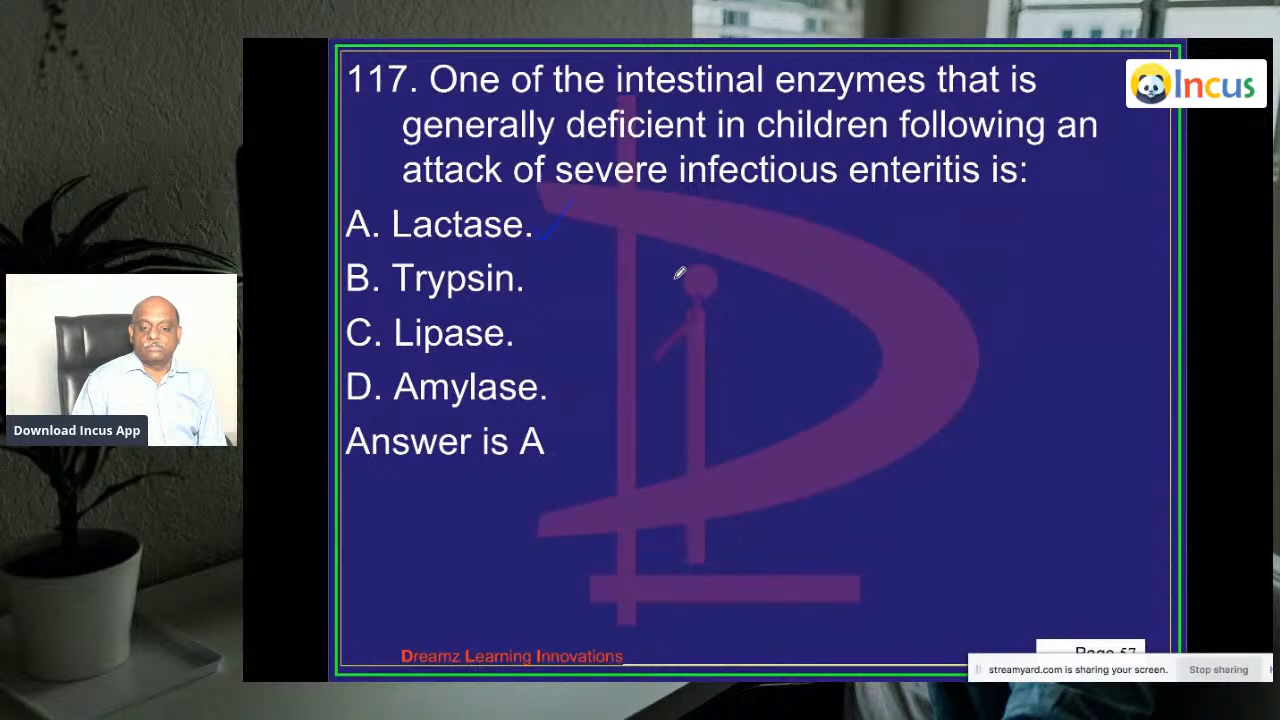 117. One of the intestinal enzymes that is
generally deficient in children following an
attack of severe infectious enteritis is:
A. Lactase.
B. Trypsin.
C. Lipase.
D. Amylase.
Answer is A
Incus
Download Incus App
Dreamz Learning Innovations
Page 57
streamyard.com is sharing your screen.
Stop sharing